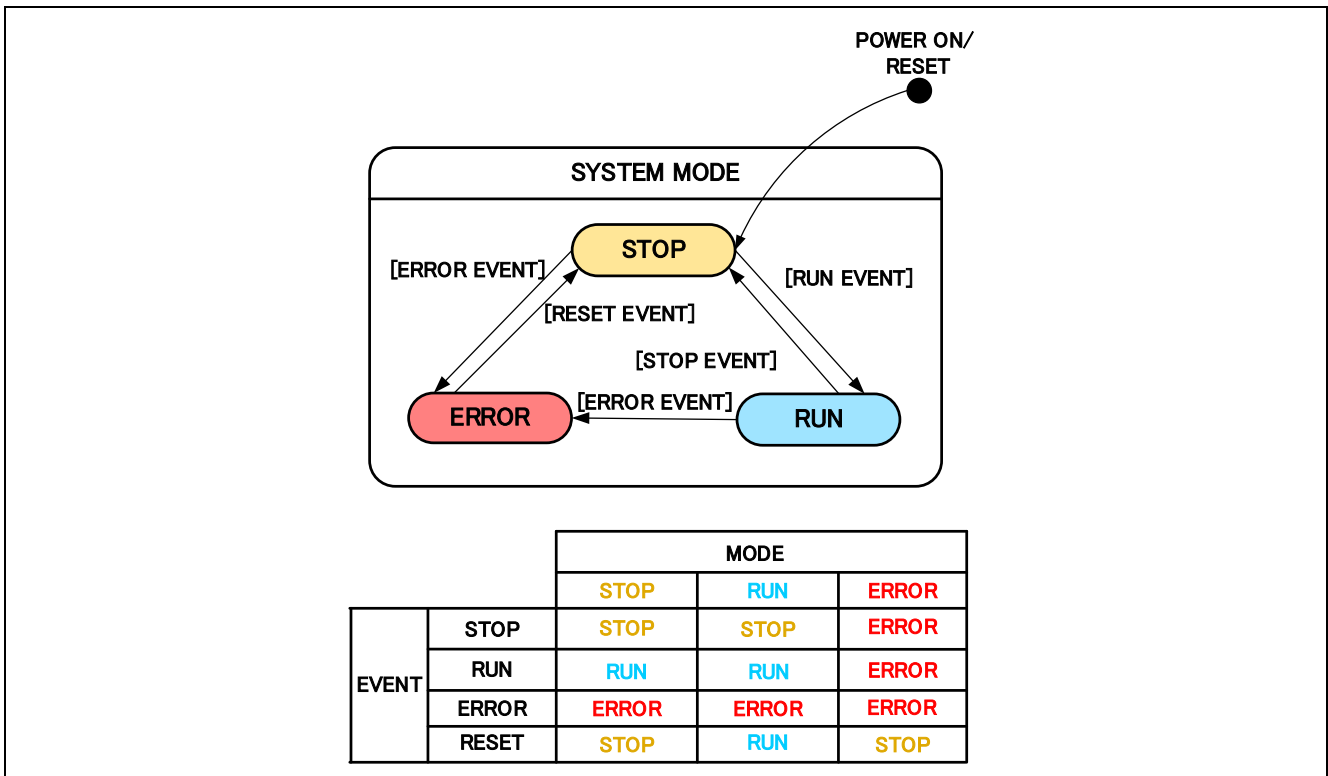 POWER ON/
RESET
SYSTEM MODE
STOP
[ERROR EVENT]
[RUN EVENT]
[RESET EVENT]
[STOP EVENT]
[ERROR EVENT]
ERROR
RUN
MODE
STOP RUN ERROR
EVENT
STOP STOP STOP ERROR
RUN RUN RUN ERROR
ERROR ERROR ERROR ERROR
RESET STOP RUN STOP